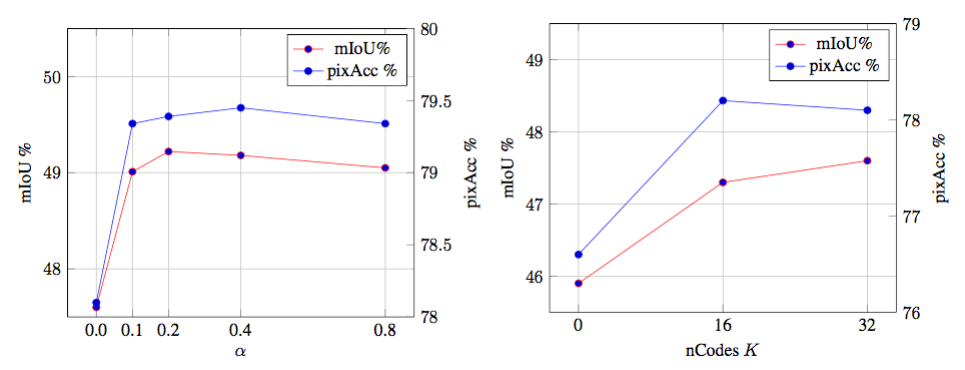 80
79.5
79
78.5
78
50
49
48
mIoU %
pixAcc %
mIoU%
pixAcc %
0.0 0.1 0.2 0.4 0.8
α
79
78
77
76
49
48
47
46
mIoU %
pixAcc %
mIoU%
pixAcc %
0 16 32
nCodes K